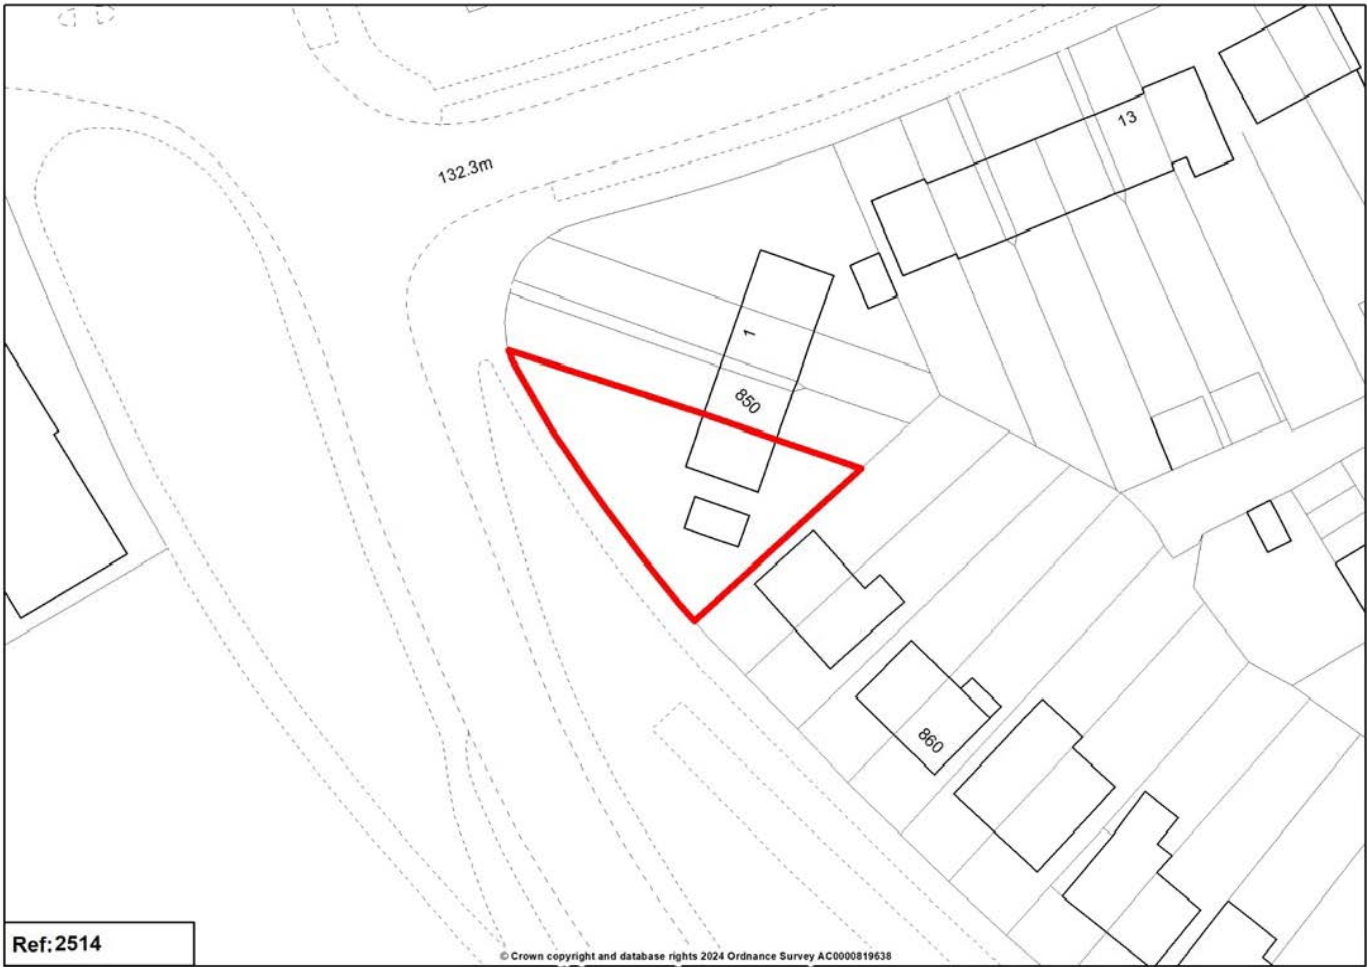 13
132.3m
1
850
860
Ref:2514
© Crown copyright and database rights 2024 Ordnance Survey AC0000819638